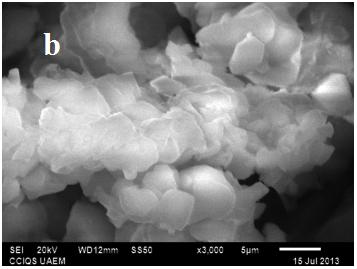 b
SEI 20kV WD12mm SS50 x3,000 5µm
CCIQS UAEM 15 Jul 2013